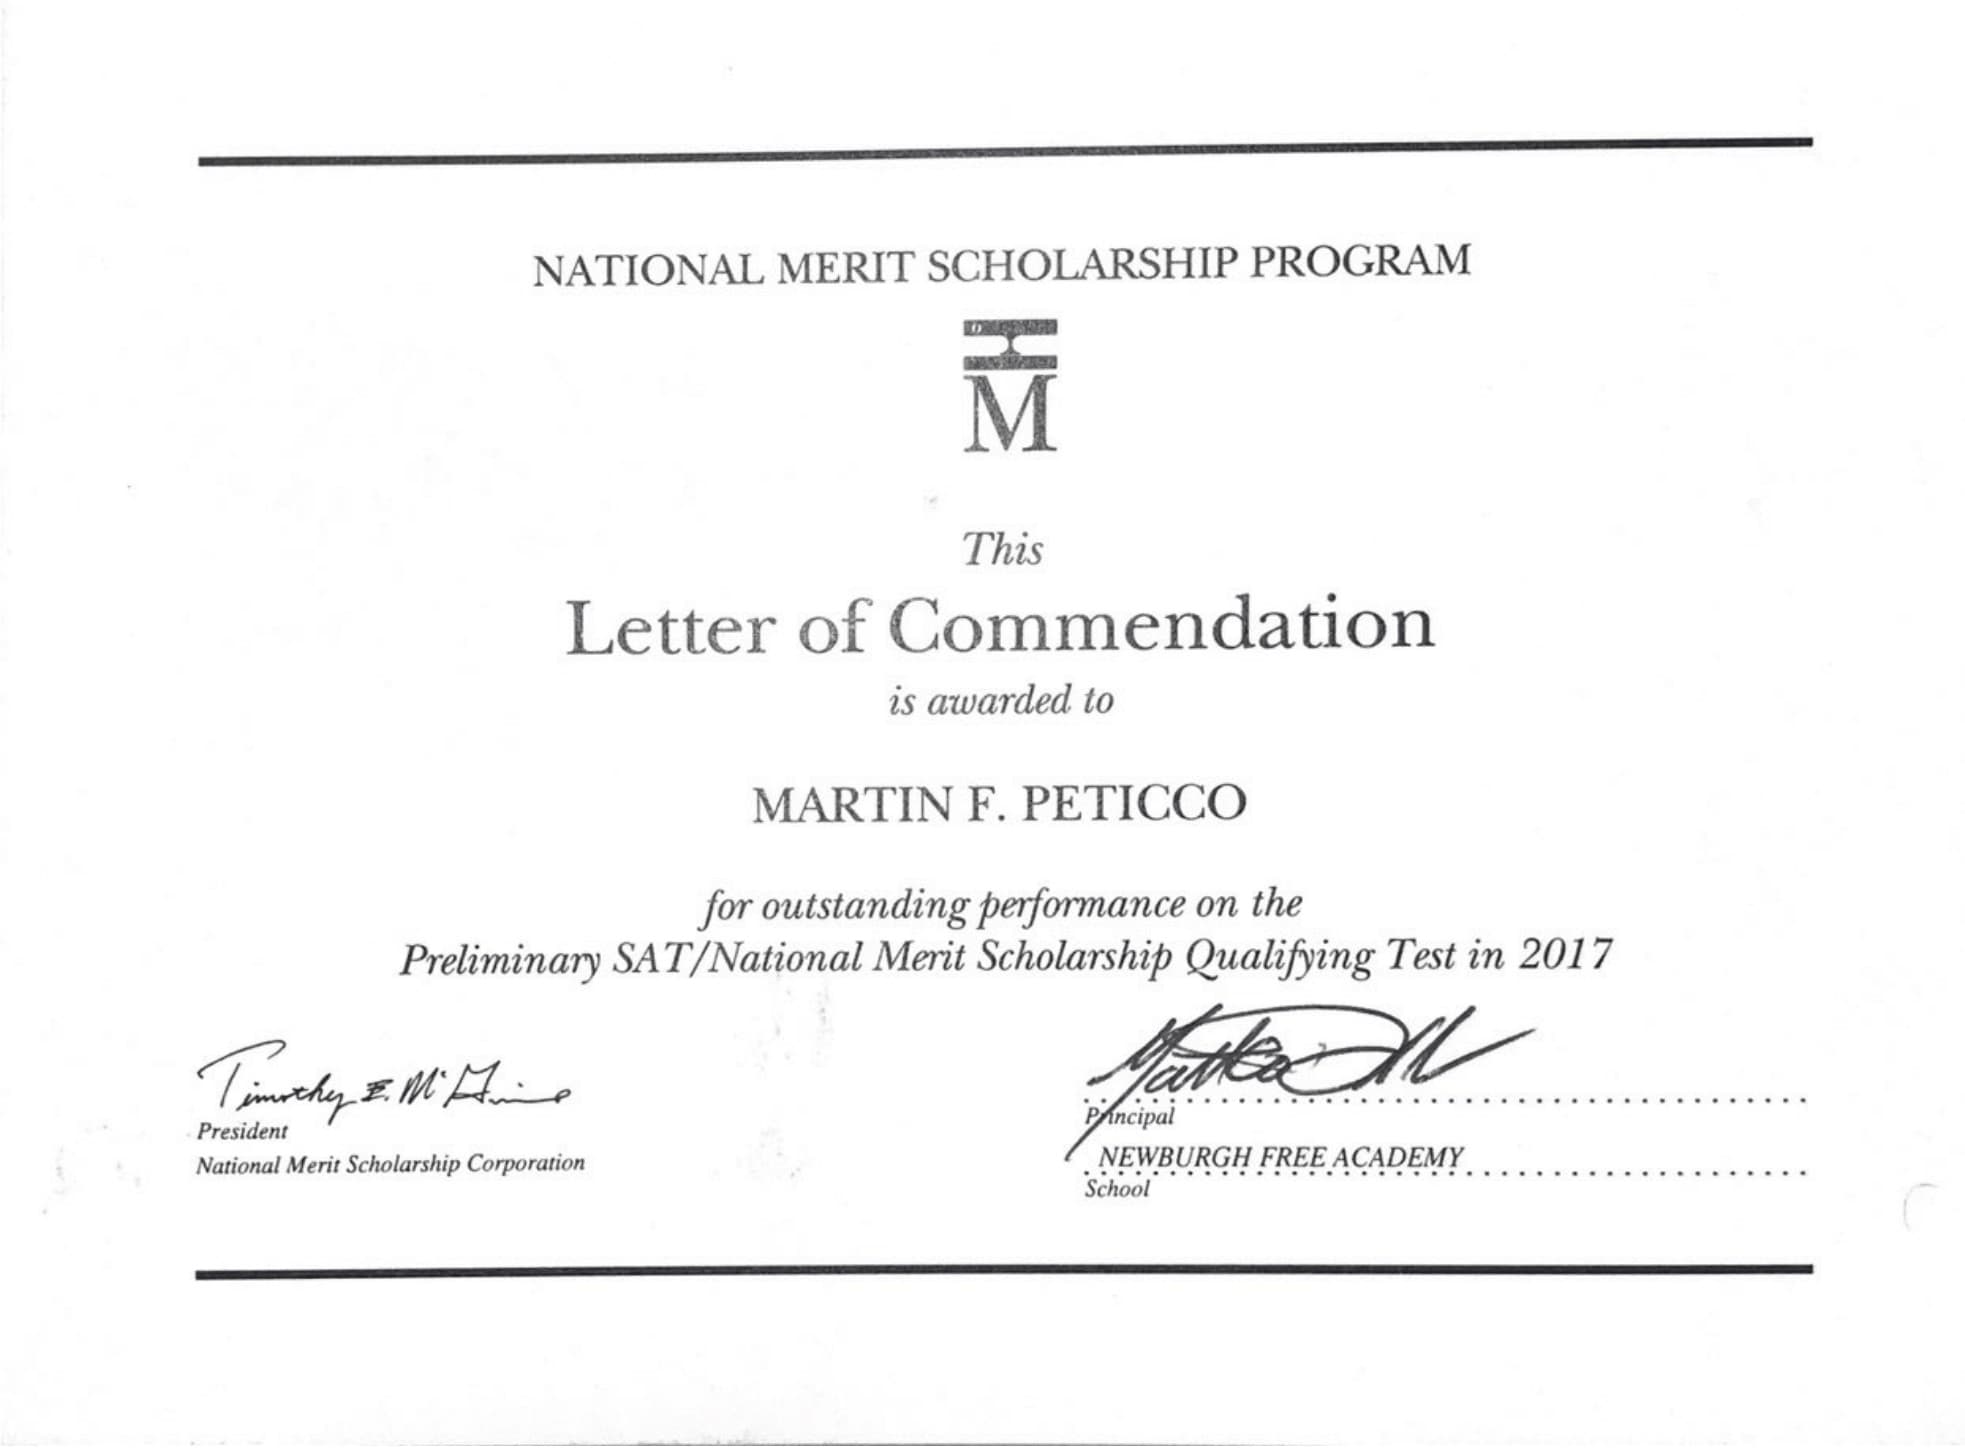 NATIONAL MERIT SCHOLARSHIP PROGRAM
M
This
Letter of Commendation
is awarded to
MARTIN F. PETICCO
for outstanding performance on the
Preliminary SAT/National Merit Scholarship Qualifying Test in 2017
Timothy E. McGuire
President
National Merit Scholarship Corporation
Principal
NEWBURGH FREE ACADEMY
School